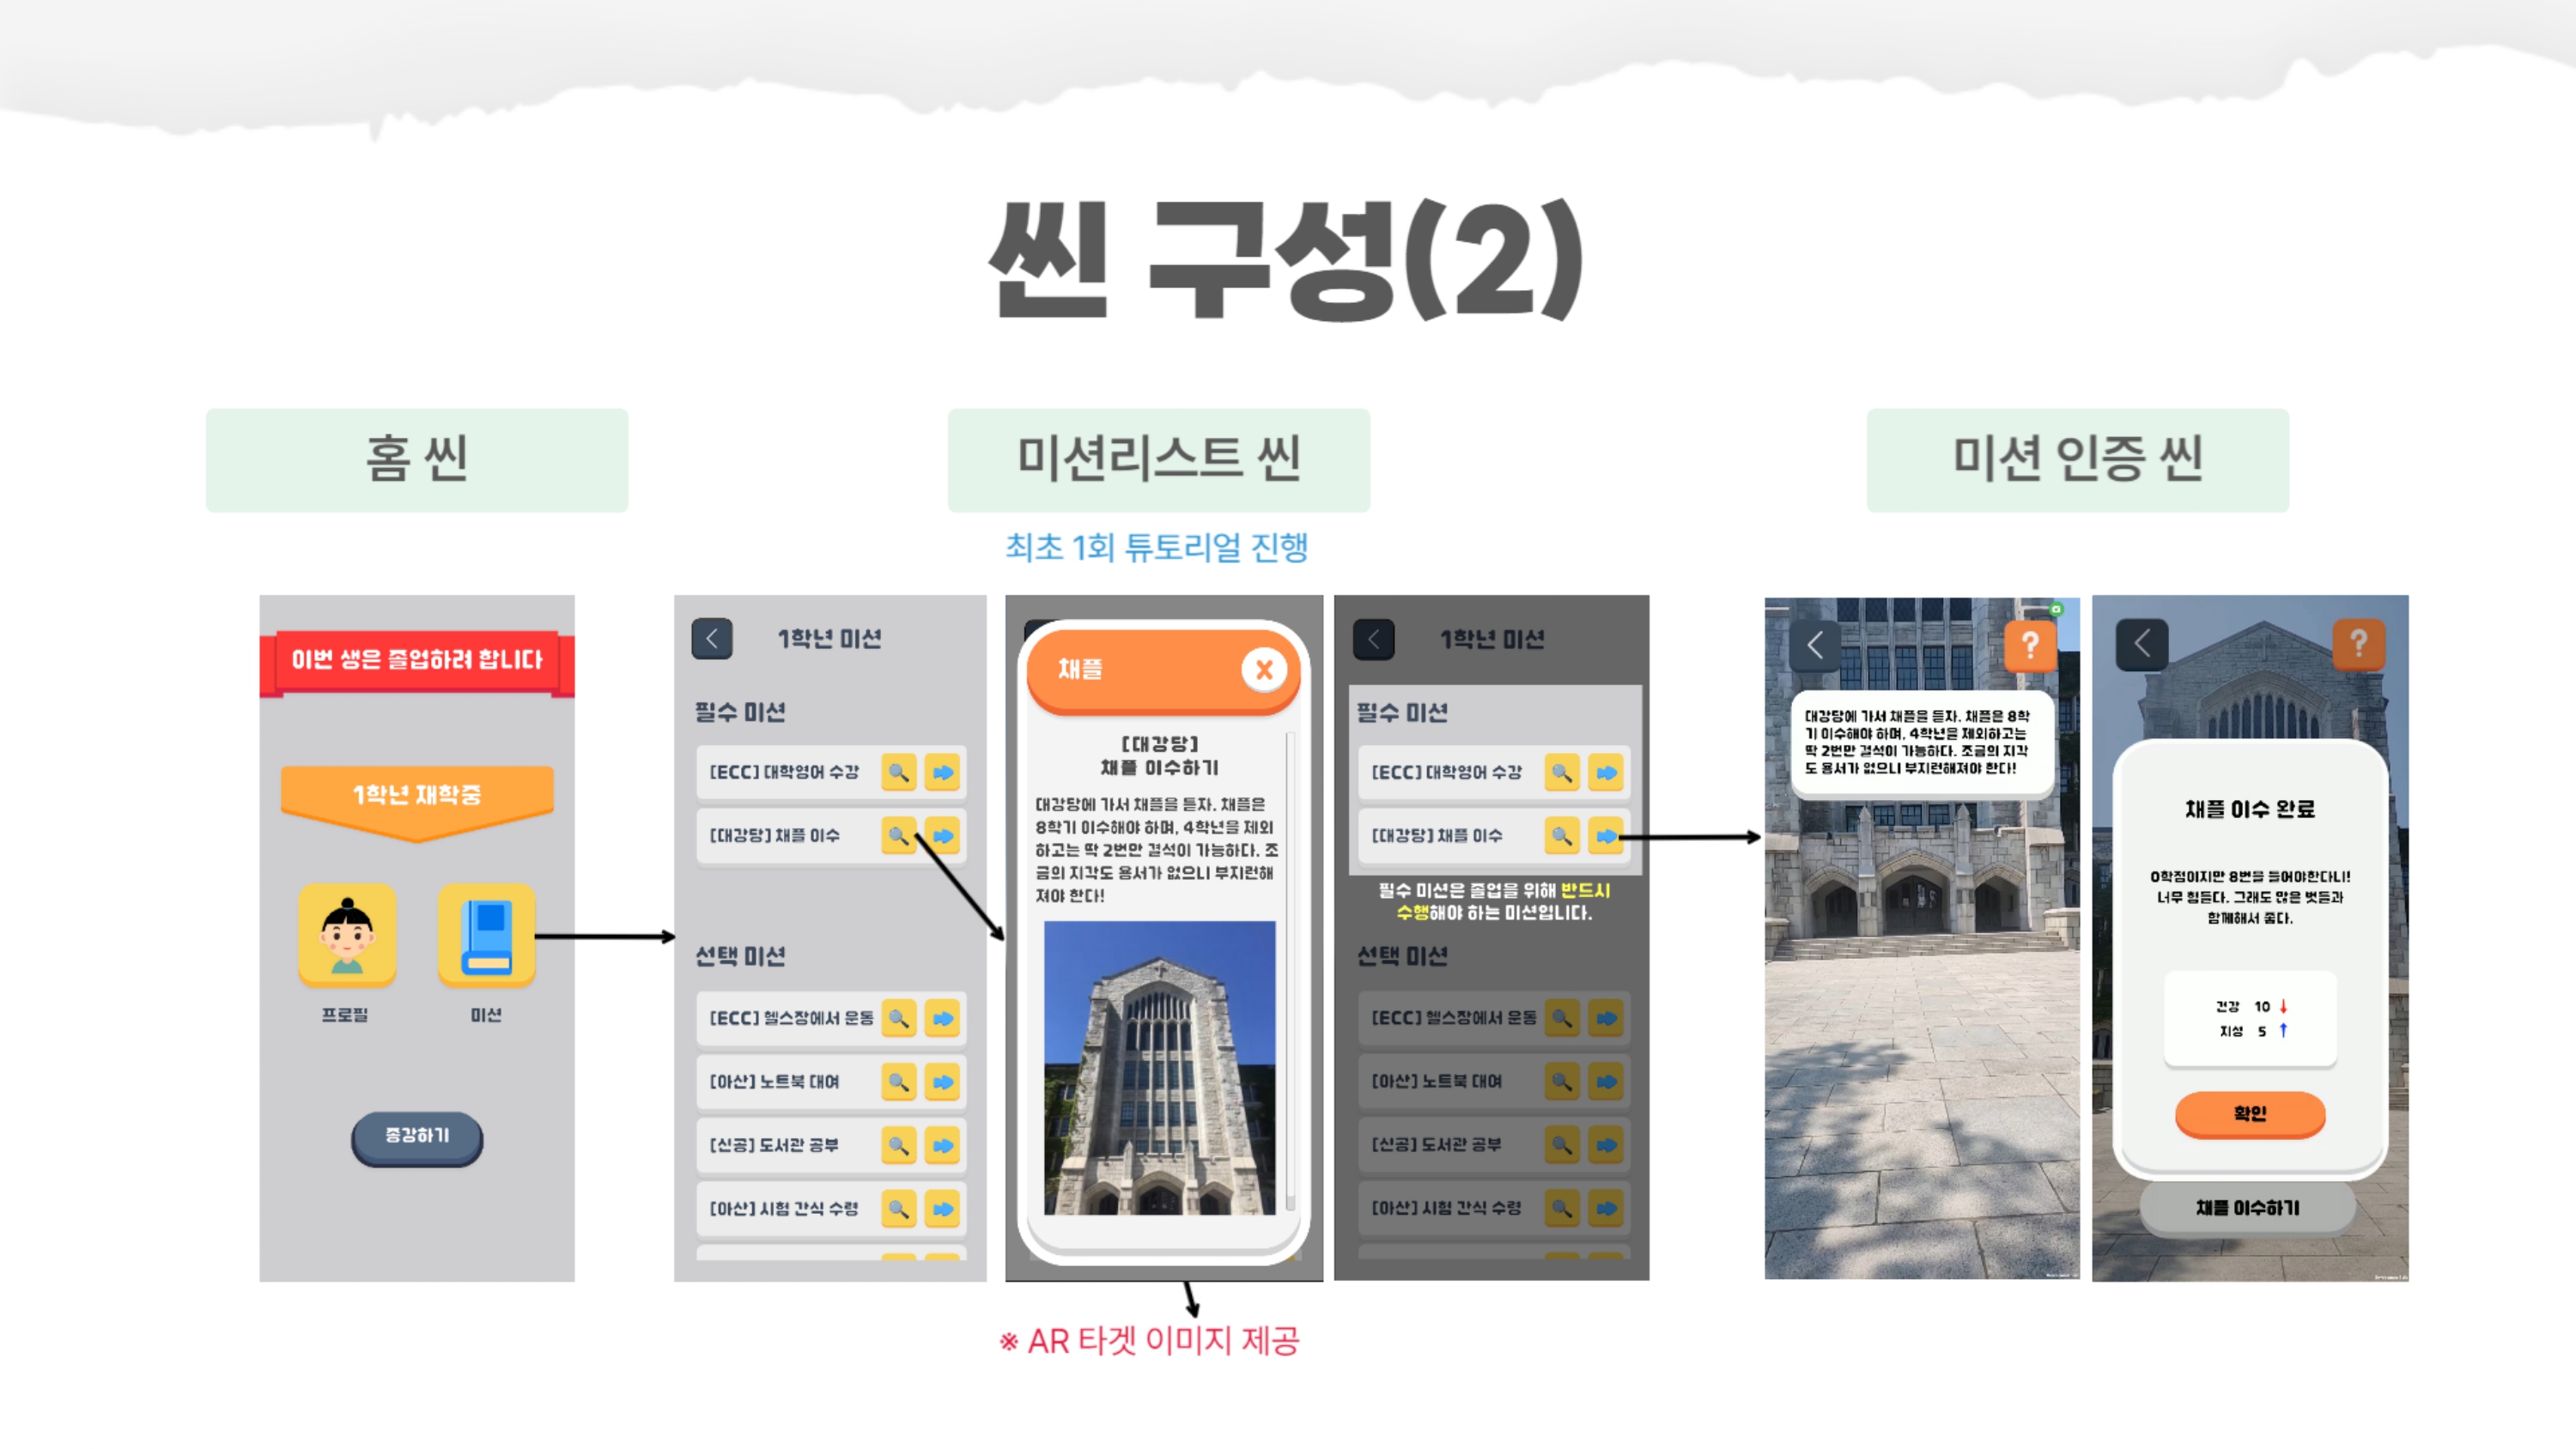 씬 구성(2)
홈 씬
미션리스트 씬
미션 인증 씬
최초 1회 튜토리얼 진행
이번 생은 졸업하려 합니다
1학년 재학중
프로필
미션
종강하기
1학년 미션
필수 미션
[ECC] 대학영어 수강
[대강당] 채플 이수
선택 미션
[ECC] 헬스장에서 운동
[아산] 노트북 대여
[신공] 도서관 공부
[아산] 시험 간식 수령
채플
[대강당]
채플 이수하기
대강당에 가서 채플을 듣자. 채플은
8학기 이수해야 하며, 4학년을 제외
하고는 딱 2번만 결석이 가능하다. 조
금의 지각도 용서가 없으니 부지런해
져야 한다!
※ AR 타겟 이미지 제공
1학년 미션
필수 미션
[ECC] 대학영어 수강
[대강당] 채플 이수
필수 미션은 졸업을 위해 반드시
수행해야 하는 미션입니다.
선택 미션
[ECC] 헬스장에서 운동
[아산] 노트북 대여
[신공] 도서관 공부
[아산] 시험 간식 수령
?
대강당에 가서 채플을 듣자. 채플은 8학
기 이수해야 하며, 4학년을 제외하고는
딱 2번만 결석이 가능하다. 조금의 지각
도 용서가 없으니 부지런해져야 한다!
?
채플 이수 완료
0학점이지만 8번을 들어야한다니!
너무 힘들다. 그래도 많은 벗들과
함께해서 좋다.
건강 10
지성 5
확인
채플 이수하기